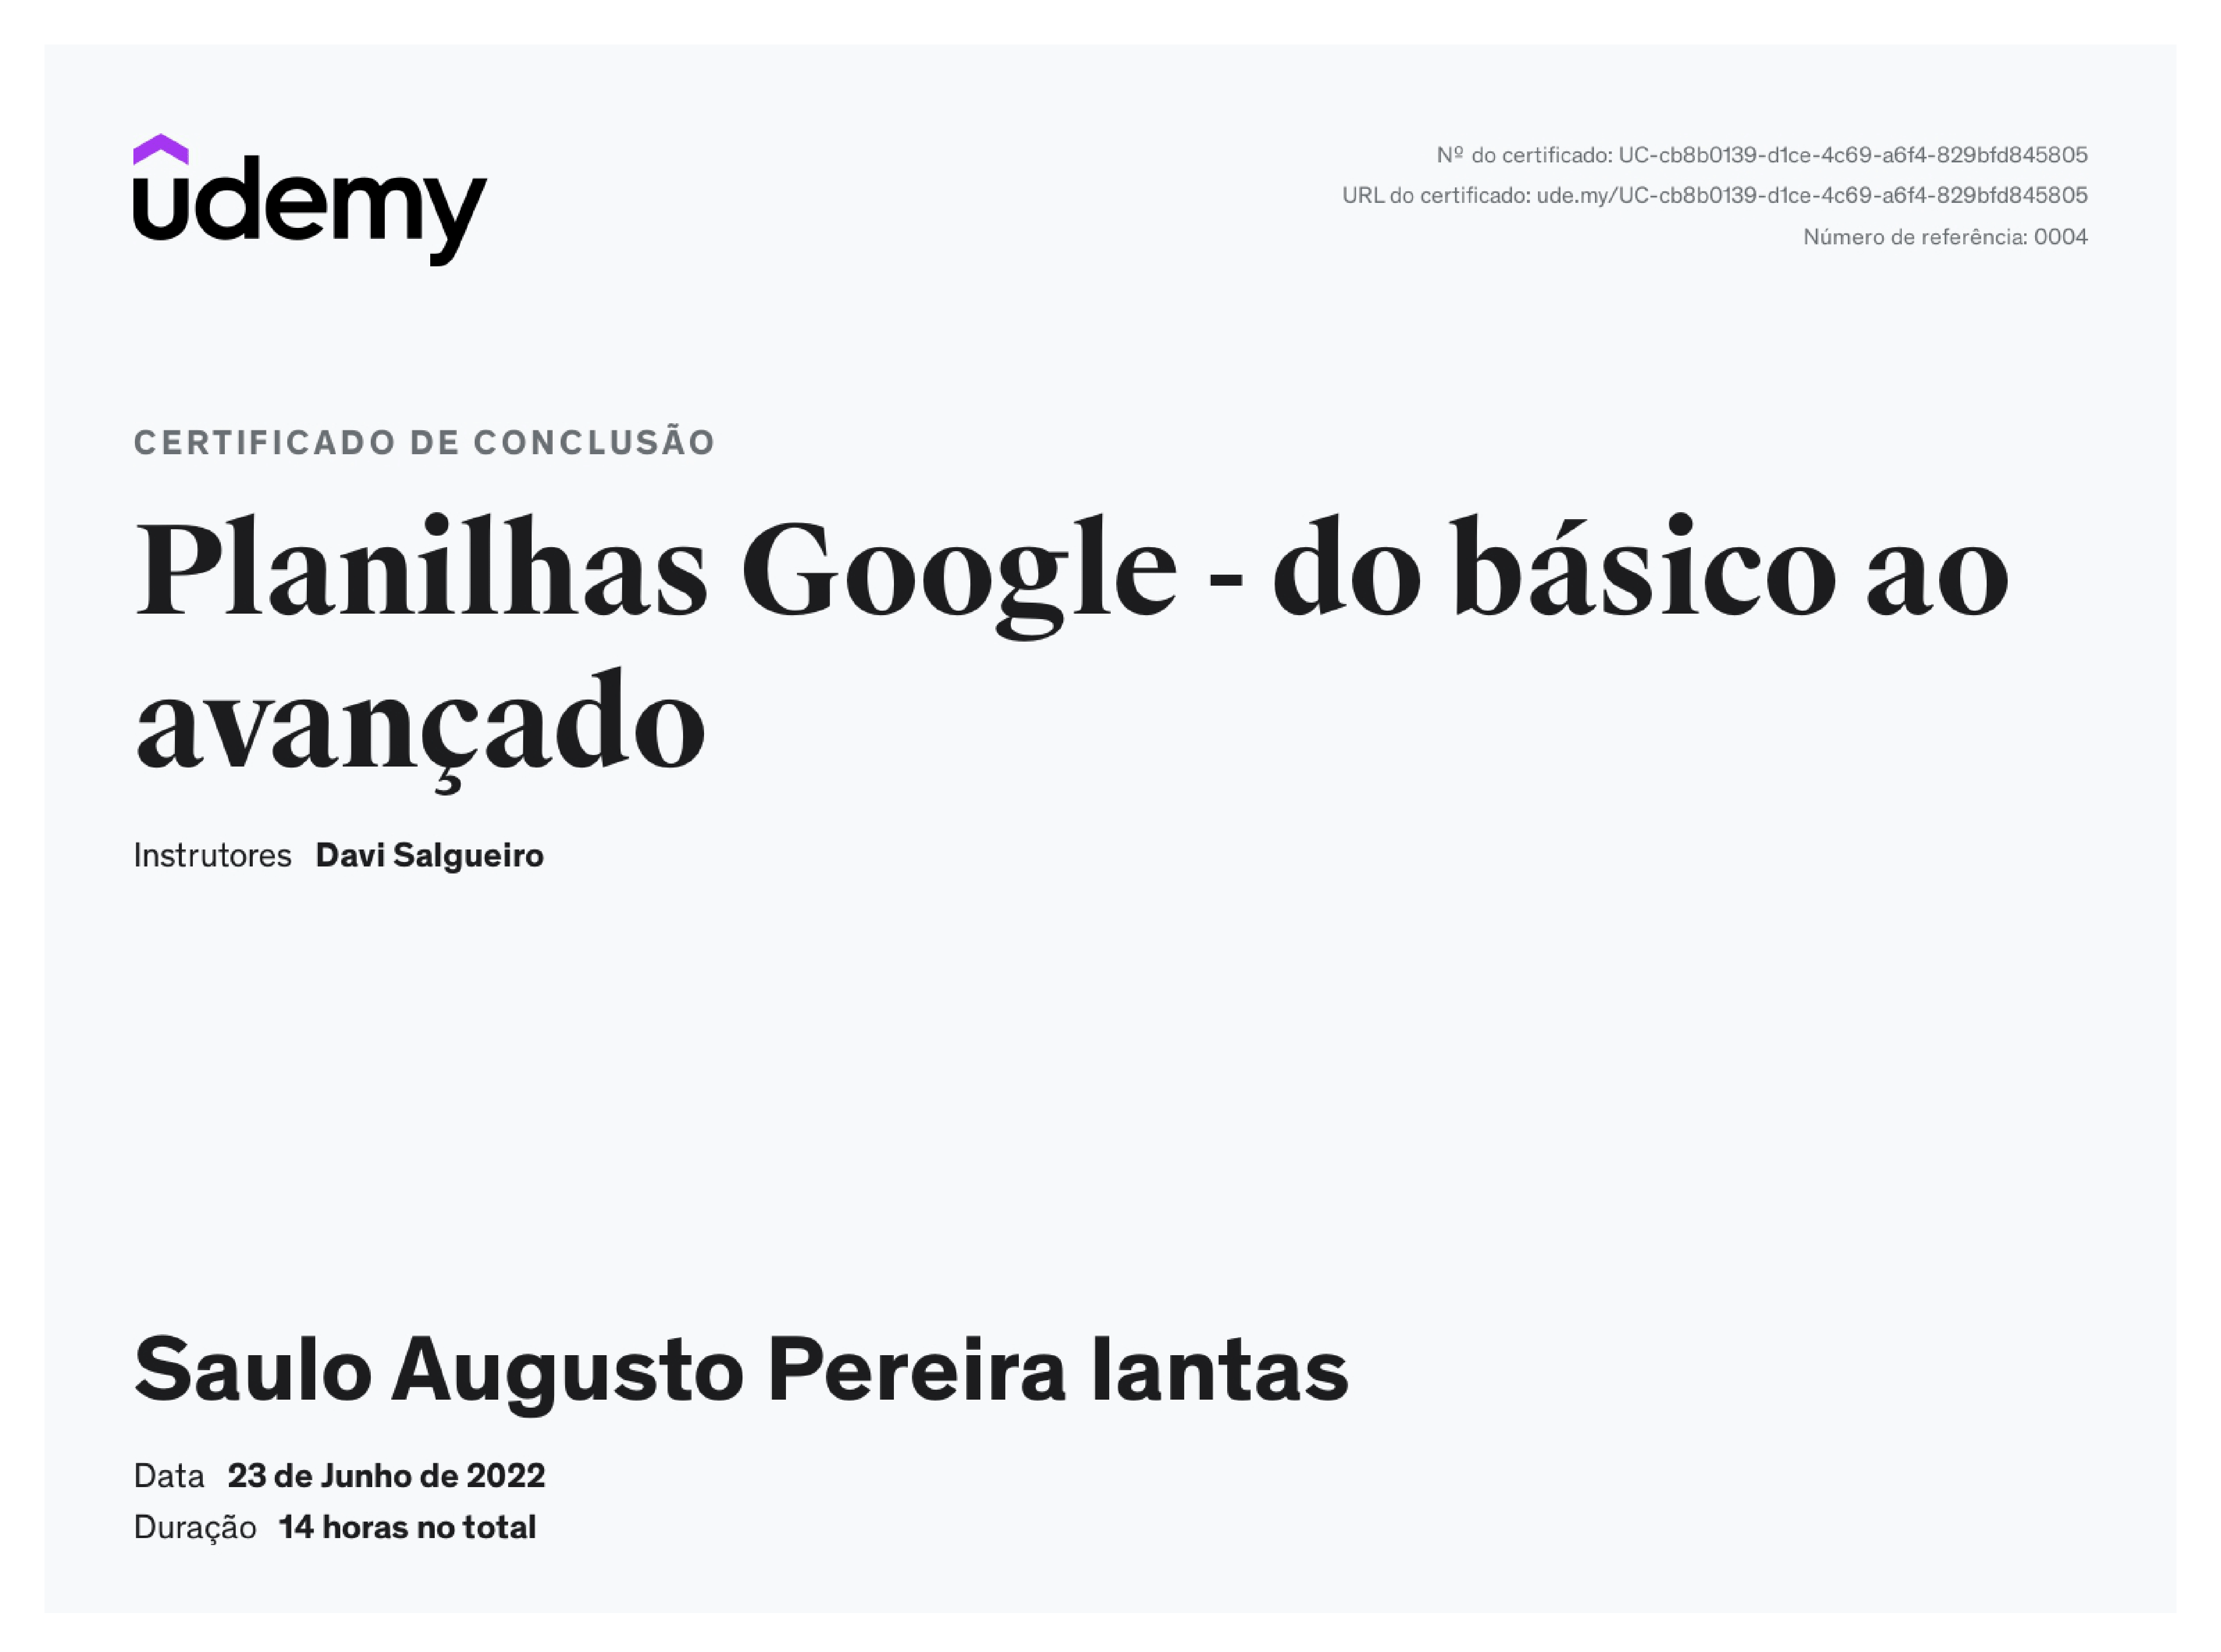 udemy
Nº do certificado: UC-cb8b0139-d1ce-4c69-a6f4-829bfd845805
URL do certificado: ude.my/UC-cb8b0139-d1ce-4c69-a6f4-829bfd845805
Número de referência: 0004
CERTIFICADO DE CONCLUSÃO
Planilhas Google - do básico ao
avançado
Instrutores Davi Salgueiro
Saulo Augusto Pereira Iantas
Data 23 de Junho de 2022
Duração 14 horas no total